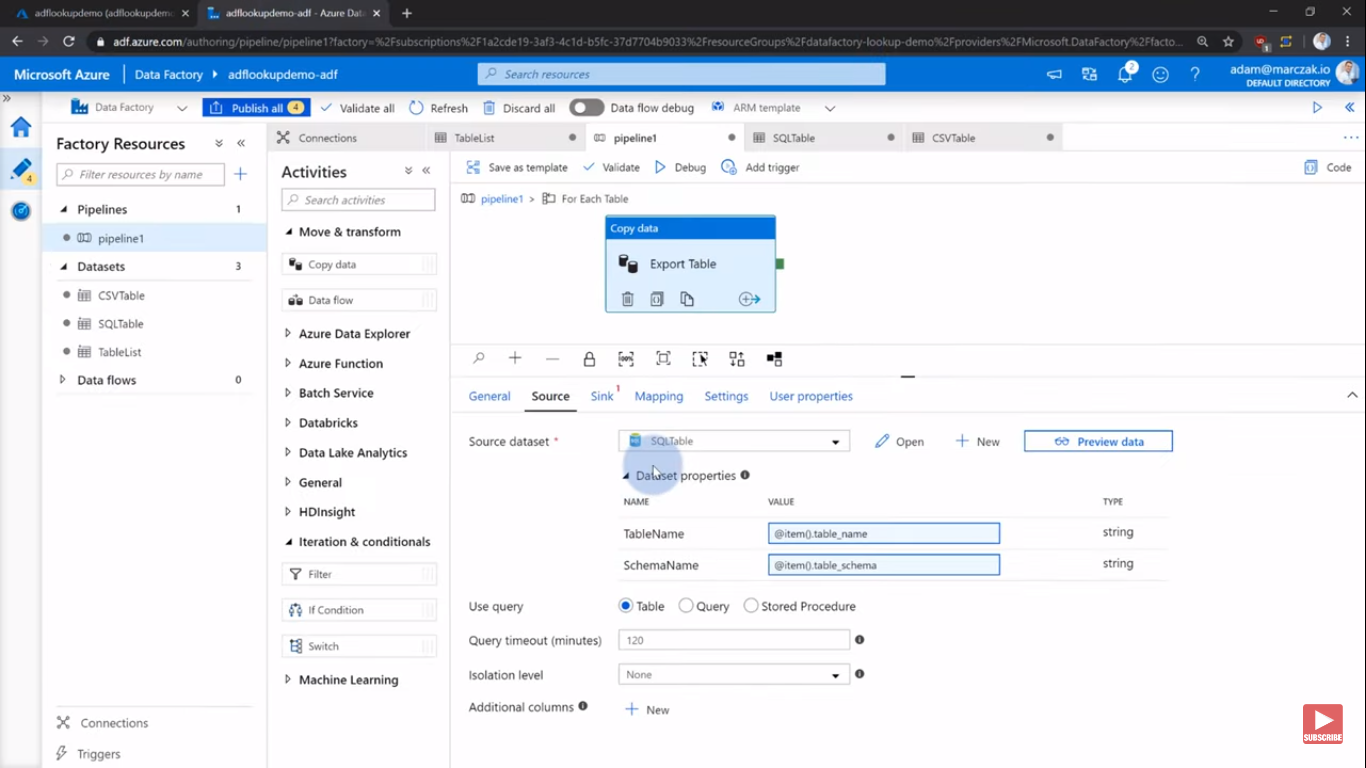 adflookupdemo (adflookupdemo
adflookupdemo-adf - Azure Data
adf.azure.com/authoring/pipeline/pipeline1?factory=%2Fsubscriptions%2F1a2cde19-3af3-4c1d-b5fc-37d7704b9033%2FresourceGroups%2Fdatafactory-lookup-demo%2Fproviders%2FMicrosoft.DataFactory%2Ffacto...
1
Microsoft Azure
Data Factory
adflookupdemo-adf
Search resources
2
adam@marczak.io
DEFAULT DIRECTORY
Data Factory
Publish all 4
Validate all
Refresh
Discard all
Data flow debug
ARM template
4
Factory Resources
Filter resources by name
Pipelines 1
pipeline1
Datasets 3
CSVTable
SQLTable
TableList
Data flows 0
Connections
Triggers
Connections
TableList
pipeline1
SQLTable
CSVTable
Activities
Search activities
Move & transform
Copy data
Data flow
Azure Data Explorer
Azure Function
Batch Service
Databricks
Data Lake Analytics
General
HDInsight
Iteration & conditionals
Filter
If Condition
Switch
Machine Learning
Save as template
Validate
Debug
Add trigger
Code
pipeline1 > For Each Table
Copy data
Export Table
100%
General
Source
Sink 1
Mapping
Settings
User properties
Source dataset *
SQLTable
Open
New
Preview data
Dataset properties
NAME VALUE TYPE
TableName @item().table_name string
SchemaName @item().table_schema string
Use query
Table
Query
Stored Procedure
Query timeout (minutes)
120
Isolation level
None
Additional columns
New
SUBSCRIBE